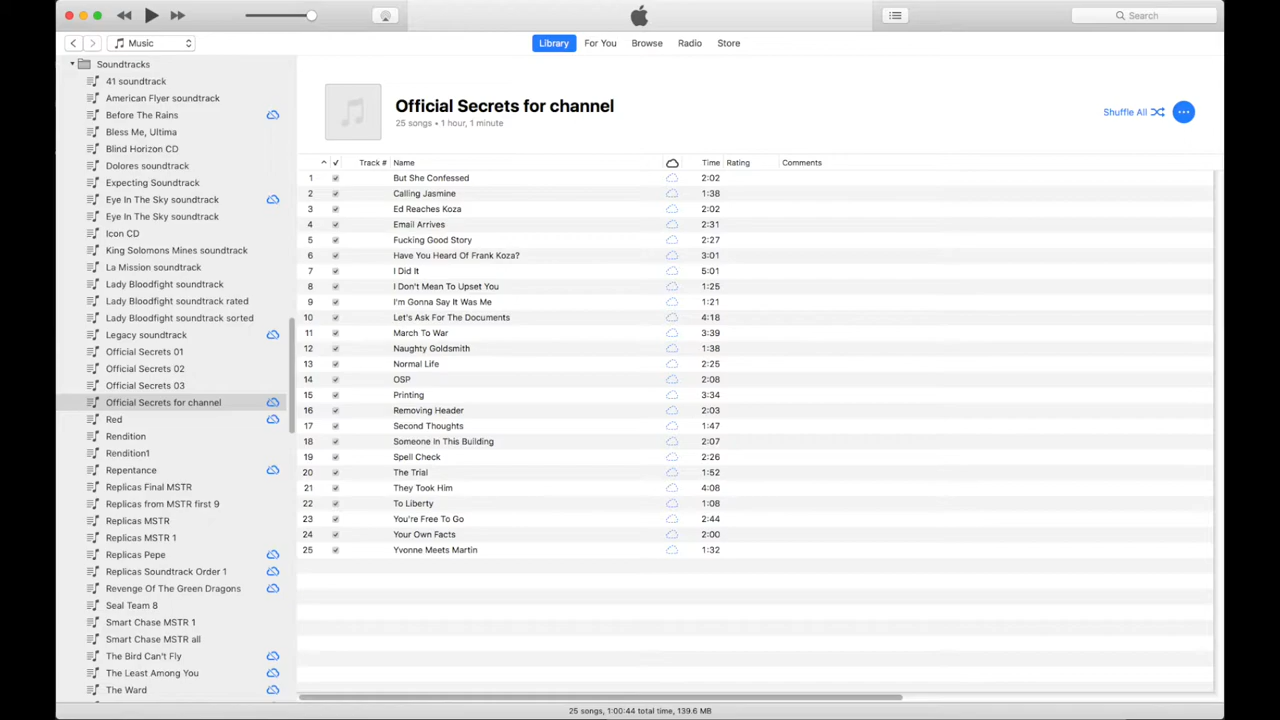 Search
Music
Library
For You
Browse
Radio
Store
Soundtracks
41 soundtrack
American Flyer soundtrack
Before The Rains
Bless Me, Ultima
Blind Horizon CD
Dolores soundtrack
Expecting Soundtrack
Eye In The Sky soundtrack
Eye In The Sky soundtrack
Icon CD
King Solomons Mines soundtrack
La Mission soundtrack
Lady Bloodfight soundtrack
Lady Bloodfight soundtrack rated
Lady Bloodfight soundtrack sorted
Legacy soundtrack
Official Secrets 01
Official Secrets 02
Official Secrets 03
Official Secrets for channel
Red
Rendition
Rendition1
Repentance
Replicas Final MSTR
Replicas from MSTR first 9
Replicas MSTR
Replicas MSTR 1
Replicas Pepe
Replicas Soundtrack Order 1
Revenge Of The Green Dragons
Seal Team 8
Smart Chase MSTR 1
Smart Chase MSTR all
The Bird Can't Fly
The Least Among You
The Ward
Official Secrets for channel
25 songs • 1 hour, 1 minute
Shuffle All
Track # Name Time Rating Comments
1 But She Confessed 2:02
2 Calling Jasmine 1:38
3 Ed Reaches Koza 2:02
4 Email Arrives 2:31
5 Fucking Good Story 2:27
6 Have You Heard Of Frank Koza? 3:01
7 I Did It 5:01
8 I Don't Mean To Upset You 1:25
9 I'm Gonna Say It Was Me 1:21
10 Let's Ask For The Documents 4:18
11 March To War 3:39
12 Naughty Goldsmith 1:38
13 Normal Life 2:25
14 OSP 2:08
15 Printing 3:34
16 Removing Header 2:03
17 Second Thoughts 1:47
18 Someone In This Building 2:07
19 Spell Check 2:26
20 The Trial 1:52
21 They Took Him 4:08
22 To Liberty 1:08
23 You're Free To Go 2:44
24 Your Own Facts 2:00
25 Yvonne Meets Martin 1:32
25 songs, 1:00:44 total time, 139.6 MB